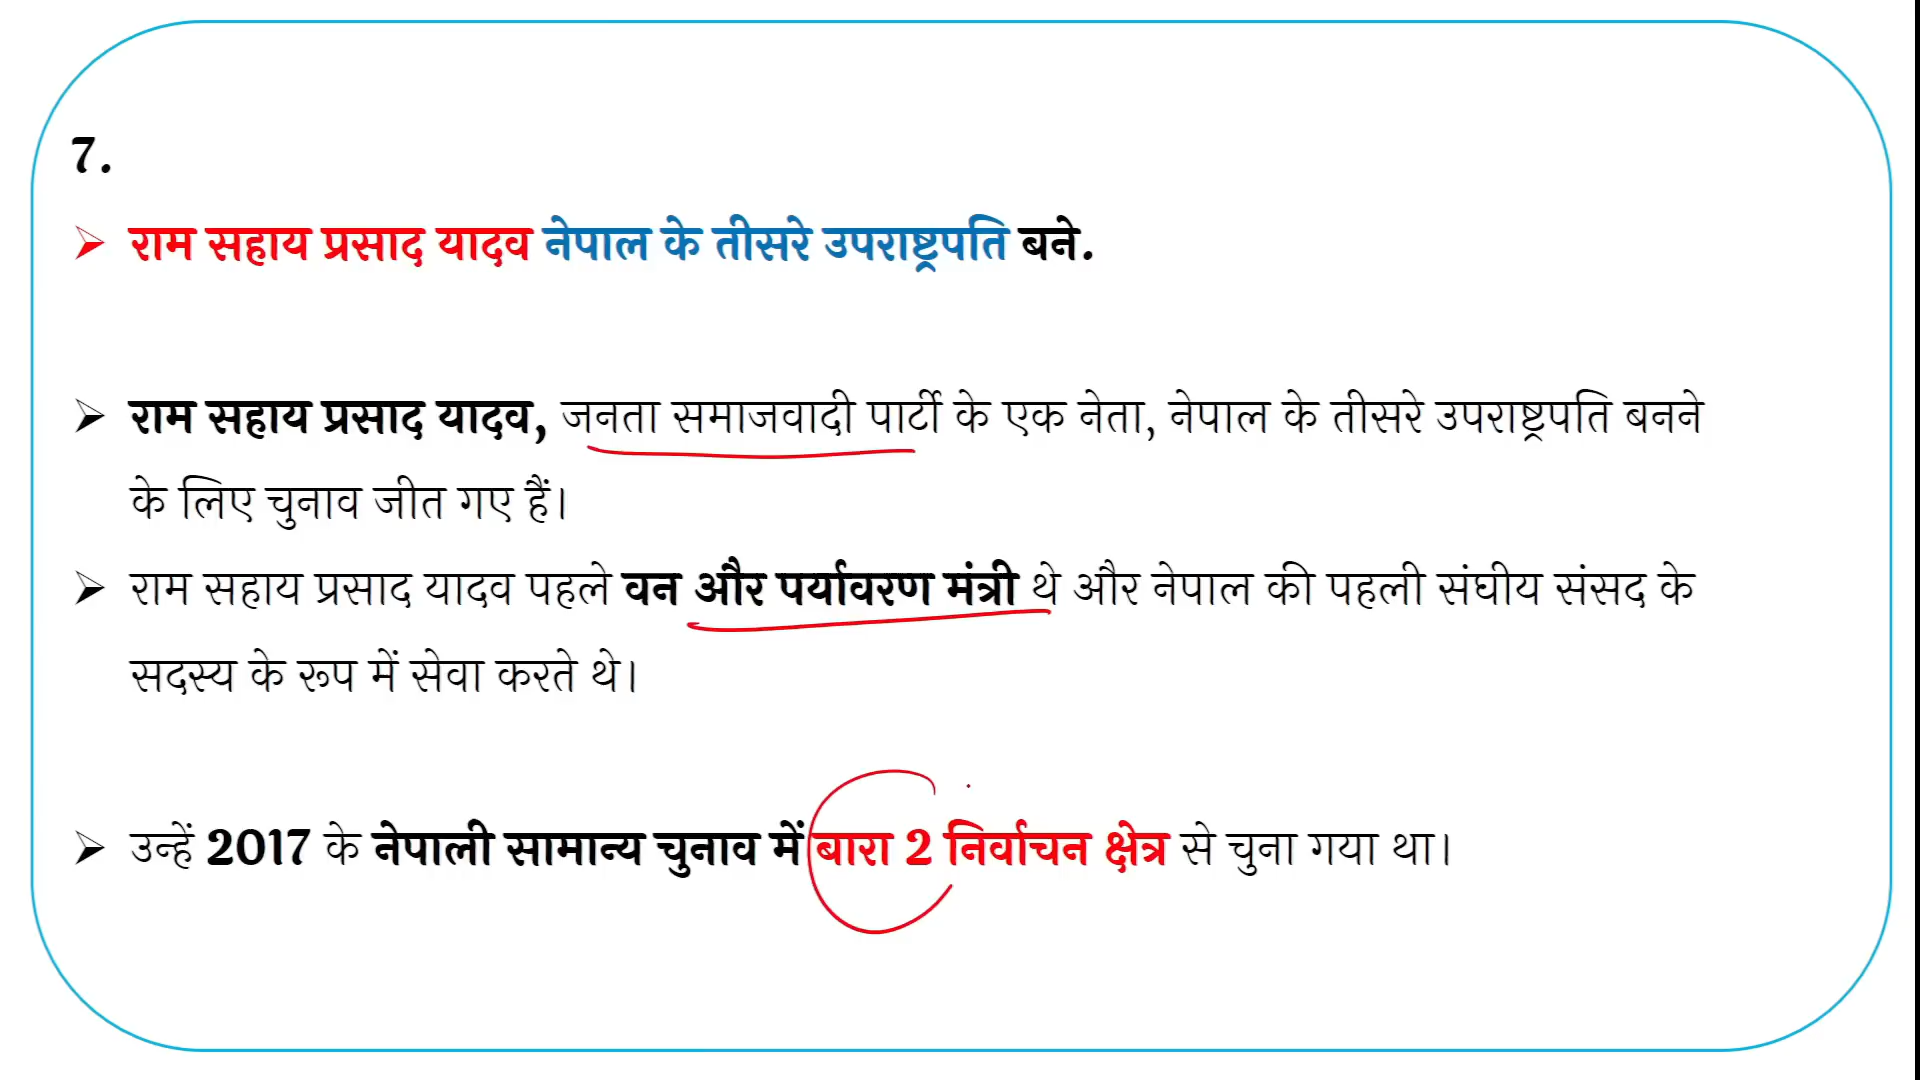 7.
राम सहाय प्रसाद यादव नेपाल के तीसरे उपराष्ट्रपति बने.
राम सहाय प्रसाद यादव, जनता समाजवादी पार्टी के एक नेता, नेपाल के तीसरे उपराष्ट्रपति बनने
के लिए चुनाव जीत गए हैं।
राम सहाय प्रसाद यादव पहले वन और पर्यावरण मंत्री थे और नेपाल की पहली संघीय संसद के
सदस्य के रूप में सेवा करते थे।
उन्हें 2017 के नेपाली सामान्य चुनाव में बारा 2 निर्वाचन क्षेत्र से चुना गया था।